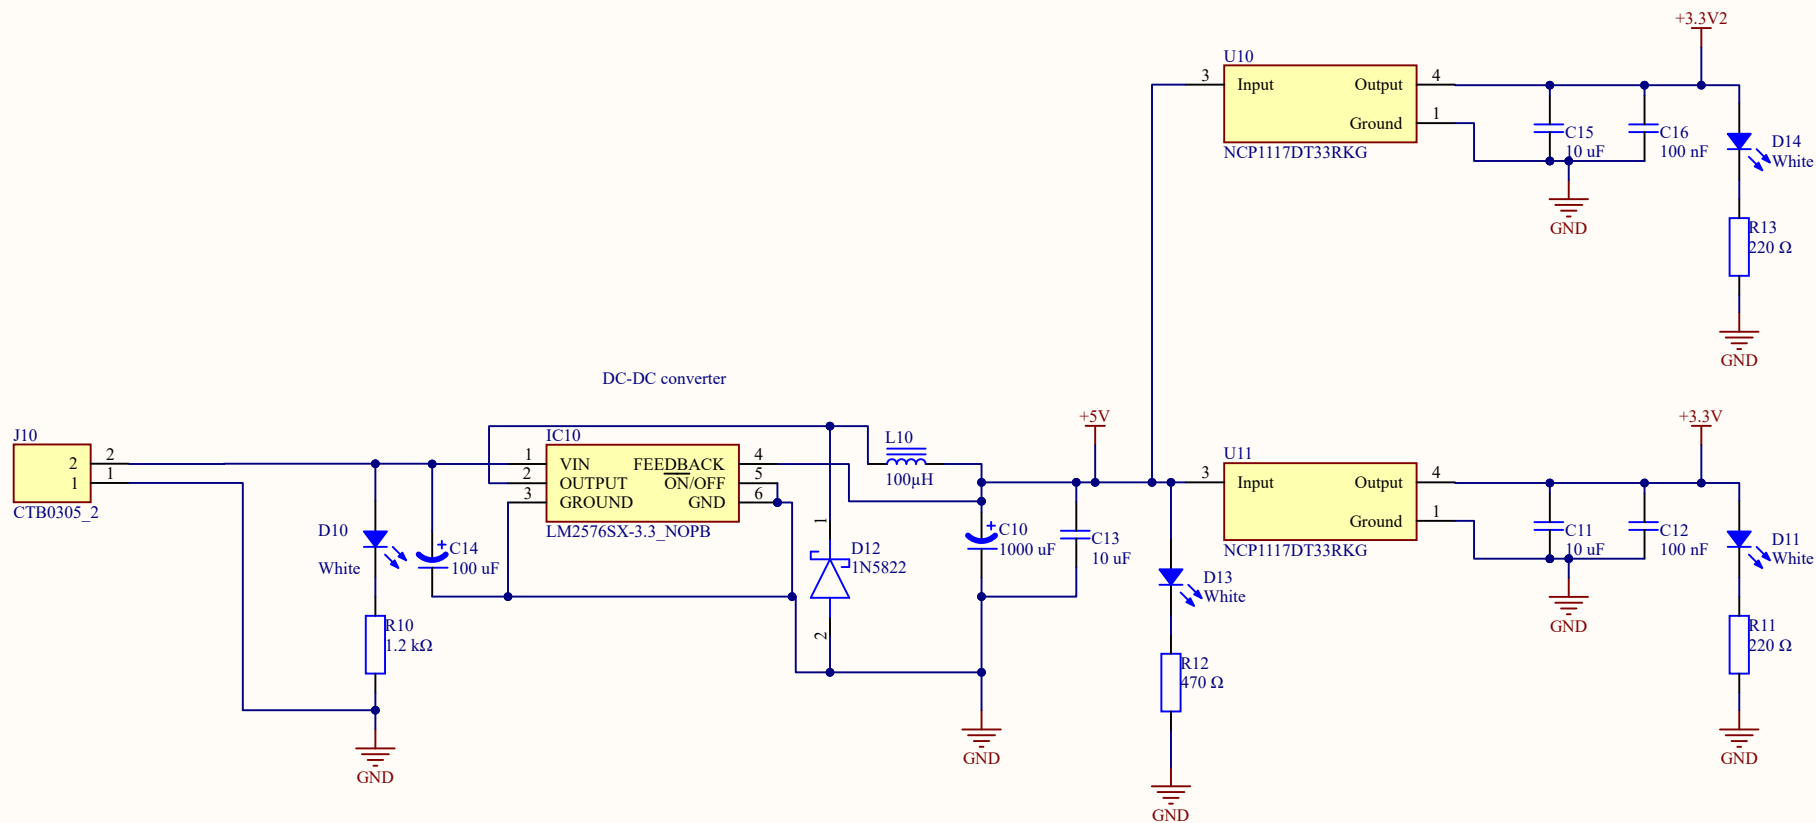 +3.3V2
U10
3
Input
Output
4
Ground
1
NCP1117DT33RKG
C15
10 uF
C16
100 nF
D14
White
GND
R13
220 Ω
GND
DC-DC converter
J10
2
2
1
1
CTB0305_2
D10
White
C14
100 uF
R10
1.2 kΩ
GND
IC10
1
VIN
FEEDBACK
4
2
OUTPUT
ON/OFF
5
3
GROUND
GND
6
LM2576SX-3.3_NOPB
L10
100µH
1
D12
1N5822
2
C10
1000 uF
C13
10 uF
GND
+5V
D13
White
R12
470 Ω
GND
+3.3V
U11
3
Input
Output
4
Ground
1
NCP1117DT33RKG
C11
10 uF
C12
100 nF
D11
White
GND
R11
220 Ω
GND